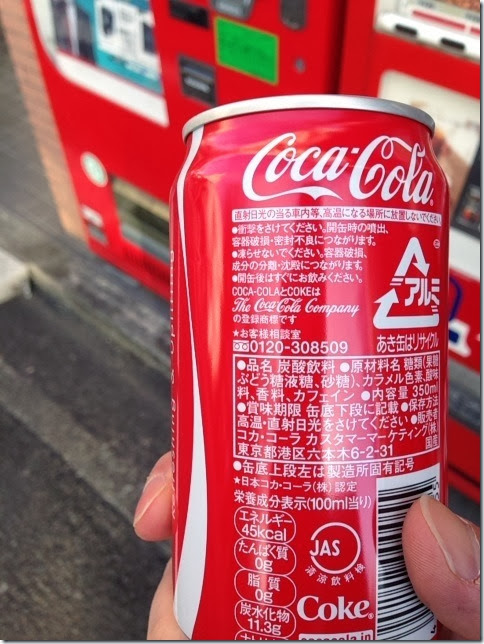 Coca-Cola
直射日光の当る車内等、高温になる場所に放置しないでください。
●衝撃をさけてください。開缶時の噴出、
容器破損・密封不良につながります。
●凍らせないでください。容器破損、
成分の分離・沈殿につながります。
●開缶後はすぐにお飲みください。
COCA-COLAとCOKEは
The Coca-Cola Company
の登録商標です
アルミ
あき缶はリサイクル
★お客様相談室
0120-308509
●品名 炭酸飲料 ●原材料名 糖類(果糖
ぶどう糖液糖、砂糖)、カラメル色素、酸味
料、香料、カフェイン ●内容量 350ml
●賞味期限 缶底下段に記載 ●保存方法
高温・直射日光をさけてください ●販売者
コカ・コーラ カスタマーマーケティング(株)
東京都港区六本木6-2-31
国産
●缶底上段左は製造所固有記号
★日本コカ・コーラ(株)認定
栄養成分表示(100ml当り)
エネルギー
45kcal
たんぱく質
0g
脂質
0g
炭水化物
11.3g
JAS
清涼飲料検
Coke